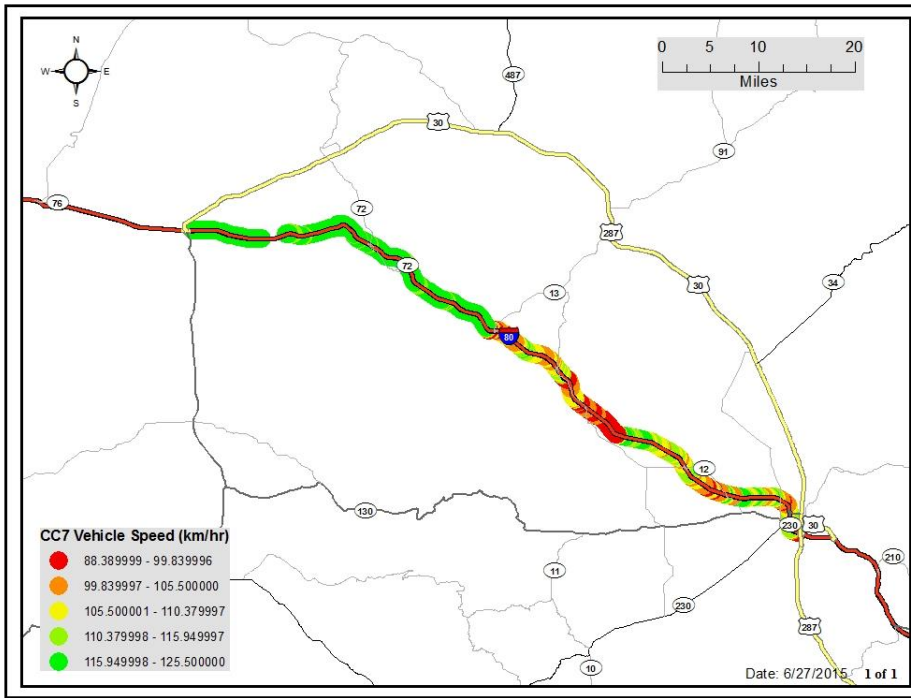 N
W E
S
0 5 10 20
Miles
487
30
91
76
72
287
72
34
13
30
80
12
130
230 30
11
210
230
287
10
CC7 Vehicle Speed (km/hr)
88.389999 - 99.839996
99.839997 - 105.500000
105.500001 - 110.379997
110.379998 - 115.949997
115.949998 - 125.500000
Date: 6/27/2015 1 of 1